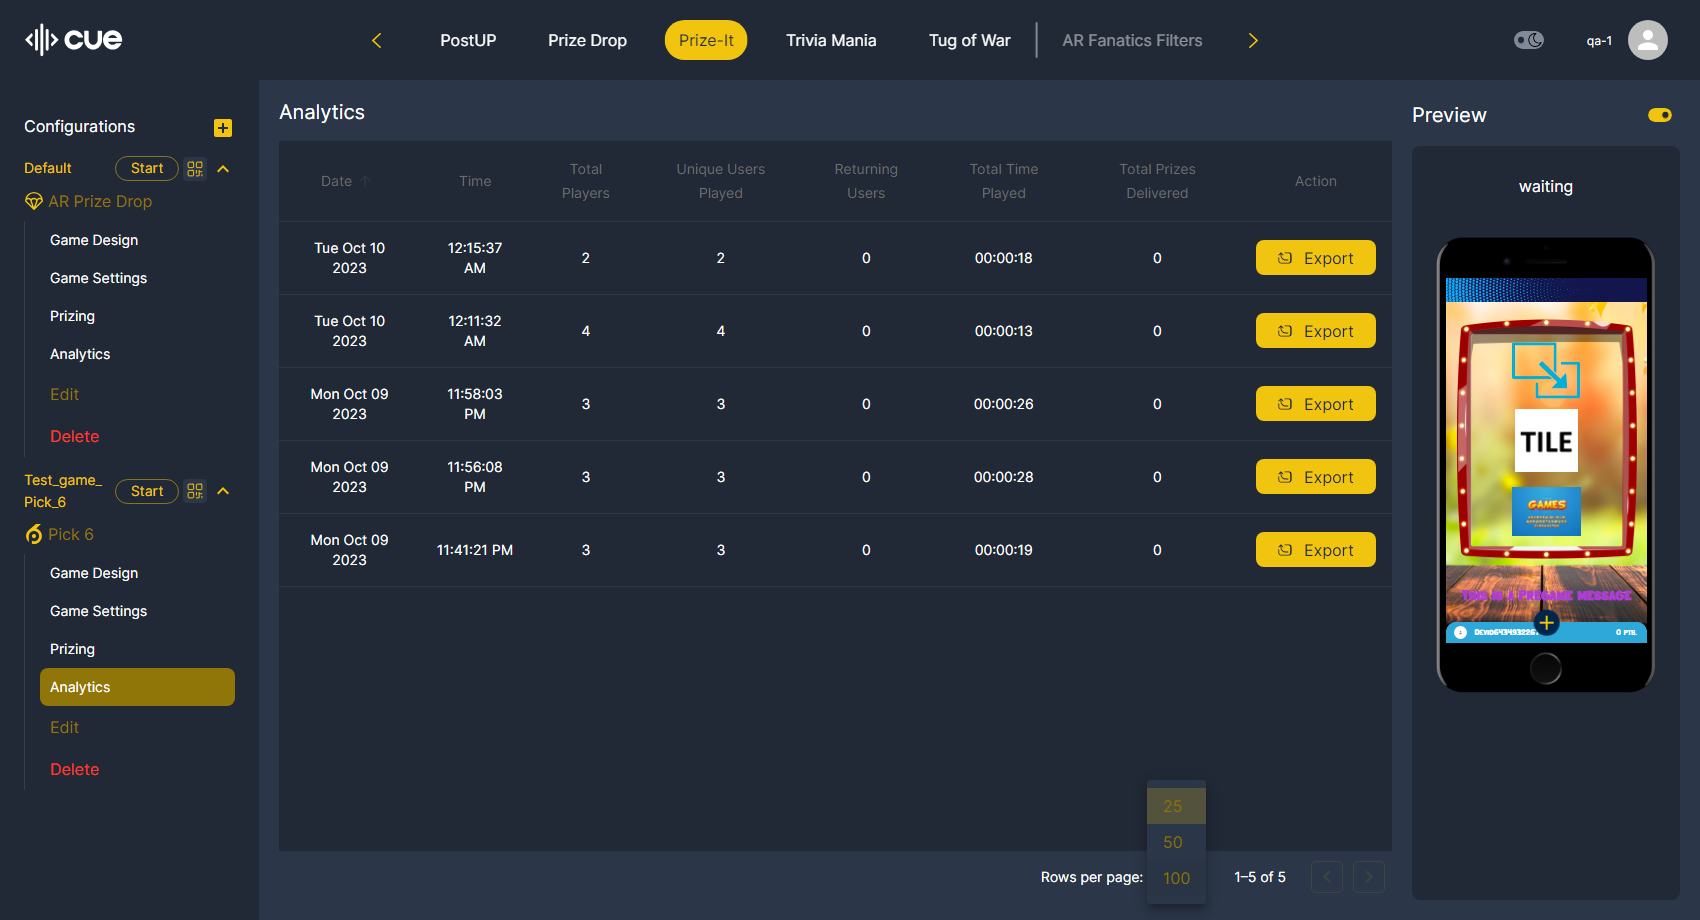 cue
PostUP
Prize Drop
Prize-It
Trivia Mania
Tug of War
AR Fanatics Filters
qa-1
Configurations
Default
Start
AR Prize Drop
Game Design
Game Settings
Prizing
Analytics
Edit
Delete
Test_game_
Pick_6
Start
Pick 6
Game Design
Game Settings
Prizing
Analytics
Edit
Delete
Analytics
Date
Time
Total
Players
Unique Users
Played
Returning
Users
Total Time
Played
Total Prizes
Delivered
Action
Tue Oct 10
2023
12:15:37
AM
2
2
0
00:00:18
0
Export
Tue Oct 10
2023
12:11:32
AM
4
4
0
00:00:13
0
Export
Mon Oct 09
2023
11:58:03
PM
3
3
0
00:00:26
0
Export
Mon Oct 09
2023
11:56:08
PM
3
3
0
00:00:28
0
Export
Mon Oct 09
2023
11:41:21 PM
3
3
0
00:00:19
0
Export
25
50
100
Rows per page:
1–5 of 5
Preview
waiting
TILE
GAMES
This is a Pregame message
0 pts.